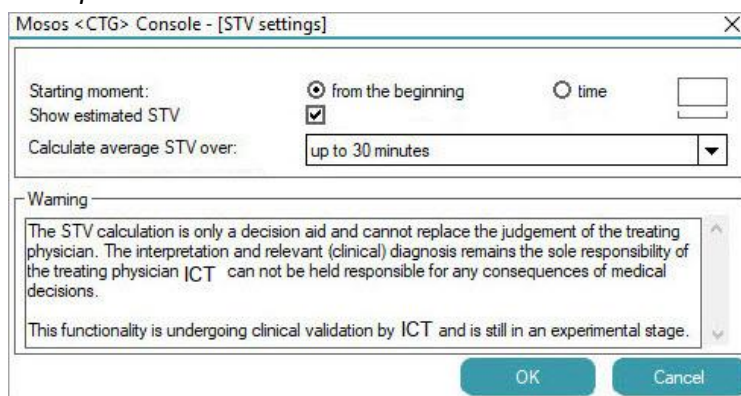 Mosos <CTG> Console - [STV settings]
Starting moment: from the beginning time
Show estimated STV
Calculate average STV over: up to 30 minutes
Warning
The STV calculation is only a decision aid and cannot replace the judgement of the treating
physician. The interpretation and relevant (clinical) diagnosis remains the sole responsibility of
the treating physician ICT can not be held responsible for any consequences of medical
decisions.
This functionality is undergoing clinical validation by ICT and is still in an experimental stage.
OK Cancel